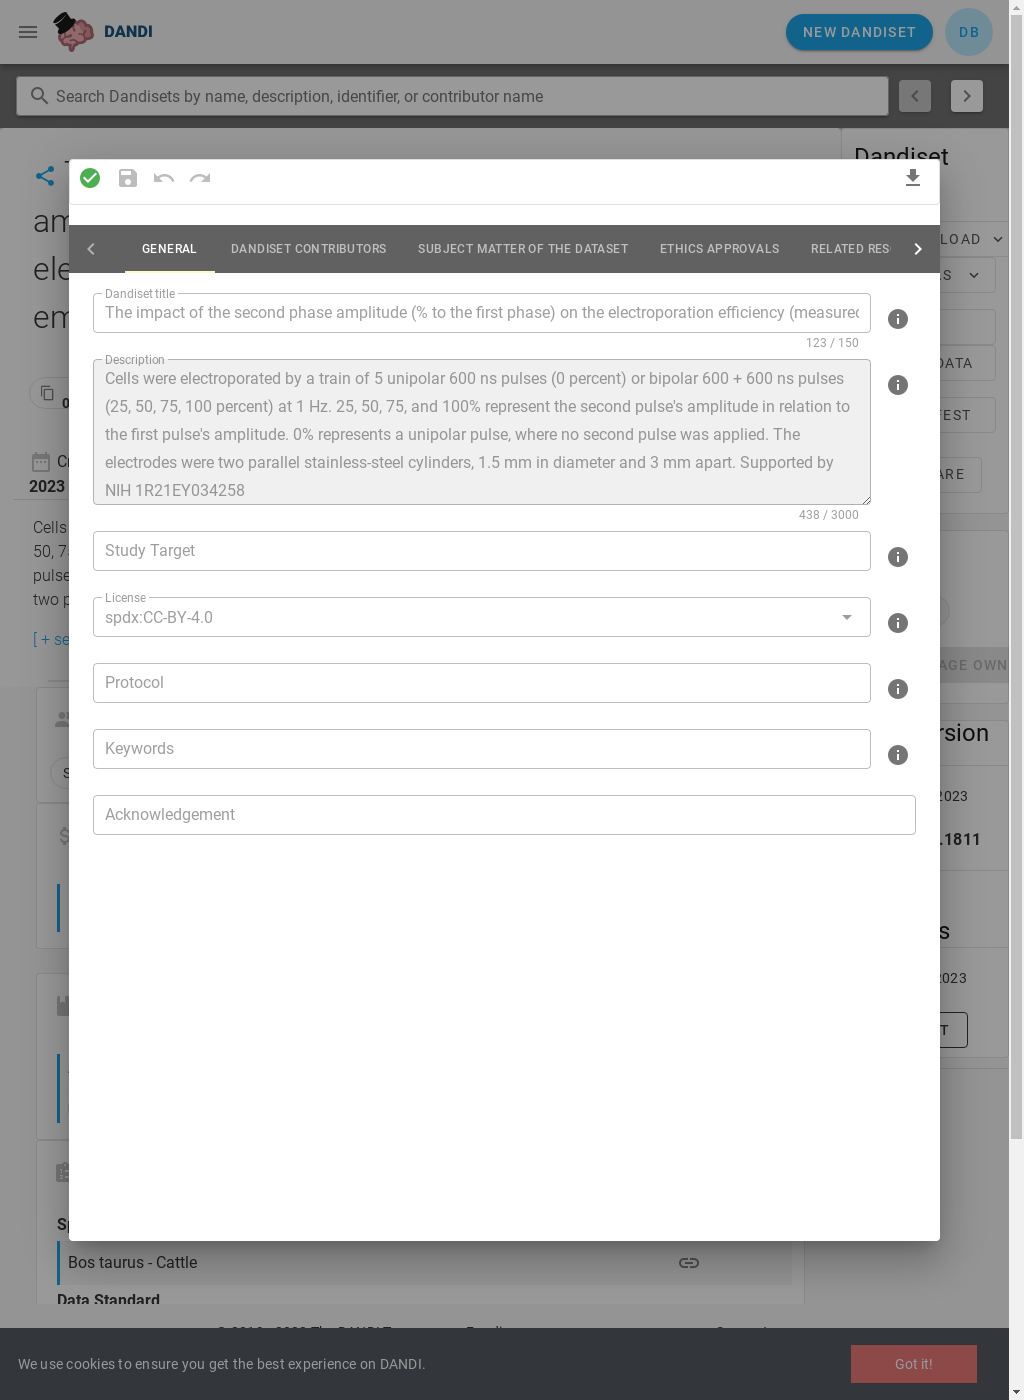 DANDI
NEW DANDISET
DB
Search Dandisets by name, description, identifier, or contributor name
Dandiset
GENERAL
DANDISET CONTRIBUTORS
SUBJECT MATTER OF THE DATASET
ETHICS APPROVALS
RELATED RES
Dandiset title
The impact of the second phase amplitude (% to the first phase) on the electroporation efficiency (measured
123 / 150
Description
Cells were electroporated by a train of 5 unipolar 600 ns pulses (0 percent) or bipolar 600 + 600 ns pulses
(25, 50, 75, 100 percent) at 1 Hz. 25, 50, 75, and 100% represent the second pulse's amplitude in relation to
the first pulse's amplitude. 0% represents a unipolar pulse, where no second pulse was applied. The
electrodes were two parallel stainless-steel cylinders, 1.5 mm in diameter and 3 mm apart. Supported by
NIH 1R21EY034258
438 / 3000
Study Target
License
spdx:CC-BY-4.0
Protocol
Keywords
Acknowledgement
am
ele
em
2023
Cells
50, 7
pulse
two p
[ + se
LOAD
DATA
FEST
ARE
AGE OWN
rsion
2023
.1811
s
2023
T
Sp
Bos taurus - Cattle
Data Standard
We use cookies to ensure you get the best experience on DANDI.
Got it!